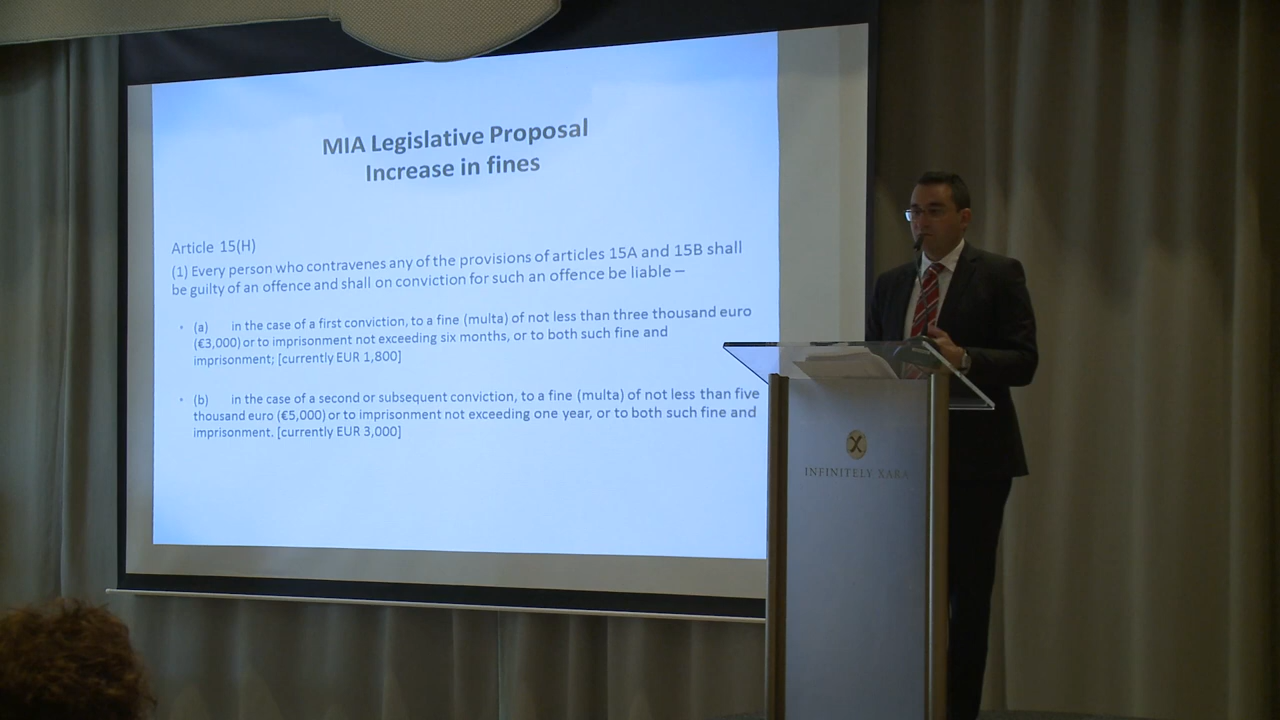 MIA Legislative Proposal
Increase in fines
Article 15(H)
(1) Every person who contravenes any of the provisions of articles 15A and 15B shall
be guilty of an offence and shall on conviction for such an offence be liable –
• (a) in the case of a first conviction, to a fine (multa) of not less than three thousand euro
(€3,000) or to imprisonment not exceeding six months, or to both such fine and
imprisonment; [currently EUR 1,800]
• (b) in the case of a second or subsequent conviction, to a fine (multa) of not less than five
thousand euro (€5,000) or to imprisonment not exceeding one year, or to both such fine and
imprisonment. [currently EUR 3,000]
X
INFINITELY XARA